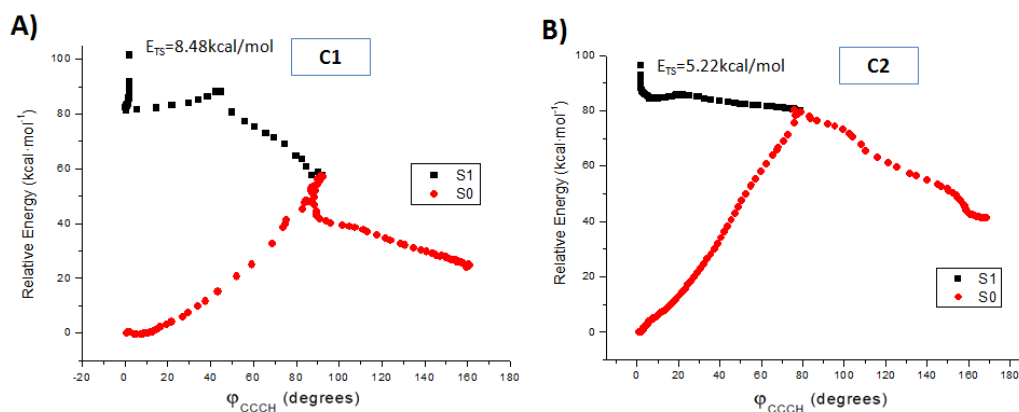 A)
E_TS=8.48kcal/mol
C1
Relative Energy (kcal·mol⁻¹)
100
80
60
40
20
0
S1
S0
-20 0 20 40 60 80 100 120 140 160 180
φ_CCCH (degrees)
B)
E_TS=5.22kcal/mol
C2
Relative Energy (kcal·mol⁻¹)
100
80
60
40
20
0
S1
S0
0 20 40 60 80 100 120 140 160 180
φ_CCCH (degrees)